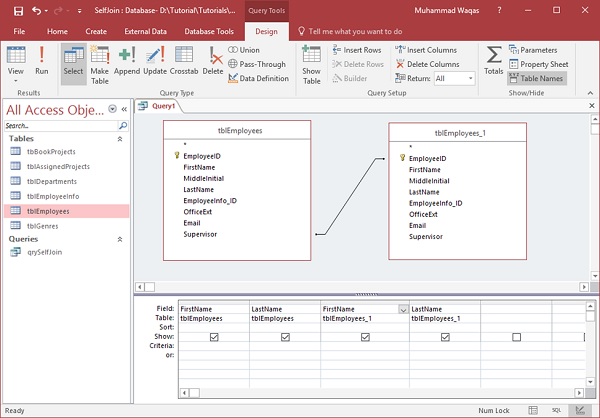 SelfJoin : Database- D:\Tutorial\Tutorials\...
Query Tools
Muhammad Waqas
File
Home
Create
External Data
Database Tools
Design
Tell me what you want to do...
View
Run
Select
Make Table
Append
Update
Crosstab
Delete
Union
Pass-Through
Data Definition
Show Table
Insert Rows
Delete Rows
Builder
Insert Columns
Delete Columns
Return: All
Totals
Parameters
Property Sheet
Table Names
Results
Query Type
Query Setup
Show/Hide
All Access Obje...
Search...
Tables
tbBookProjects
tblAssignedProjects
tblDepartments
tblEmployeeInfo
tblEmployees
tblGenres
Queries
qrySelfJoin
Query1
tblEmployees
*
EmployeeID
FirstName
MiddleInitial
LastName
EmployeeInfo_ID
OfficeExt
Email
Supervisor
tblEmployees_1
*
EmployeeID
FirstName
MiddleInitial
LastName
EmployeeInfo_ID
OfficeExt
Email
Supervisor
Field: FirstName LastName FirstName LastName
Table: tblEmployees tblEmployees tblEmployees_1 tblEmployees_1
Sort:
Show:
Criteria:
or:
Ready
Num Lock
SQL